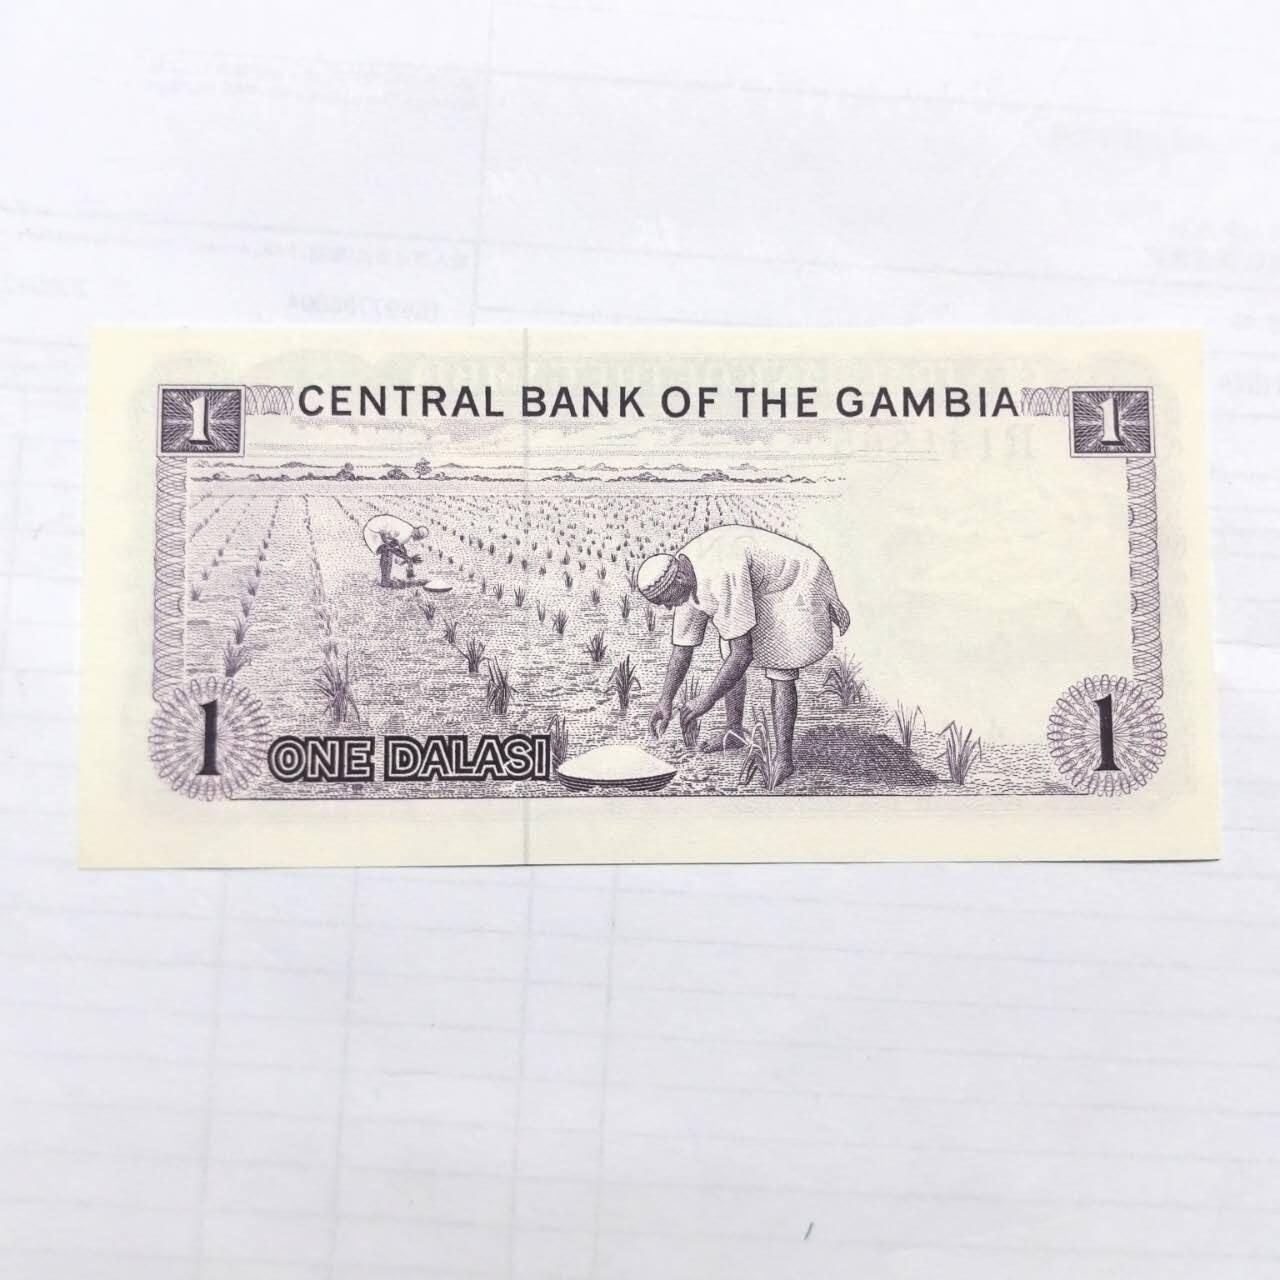 1 CENTRAL BANK OF THE GAMBIA 1
1 ONE DALASI 1